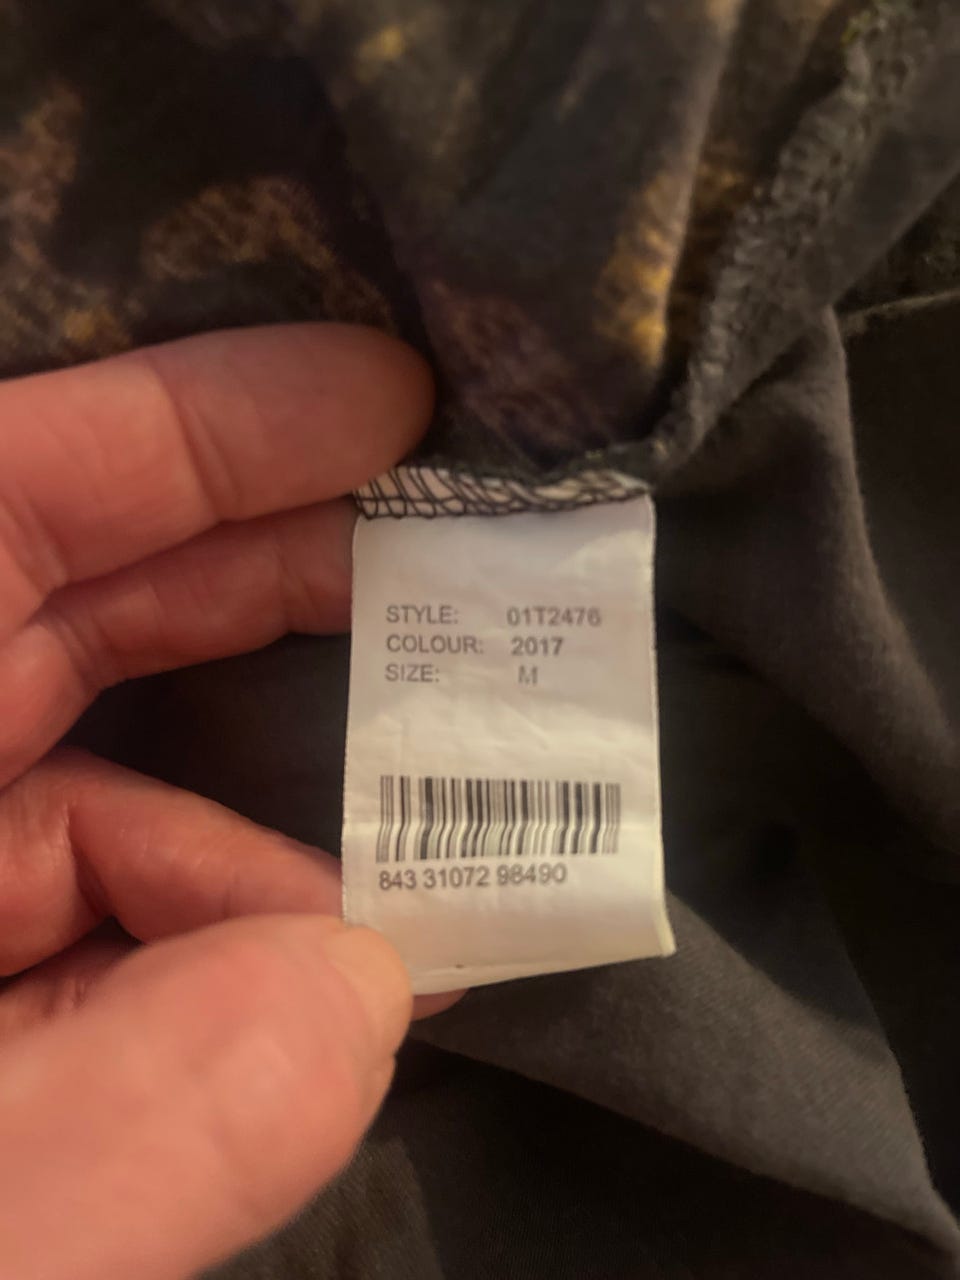 STYLE: 01T2476
COLOUR: 2017
SIZE: M
843 31072 98490